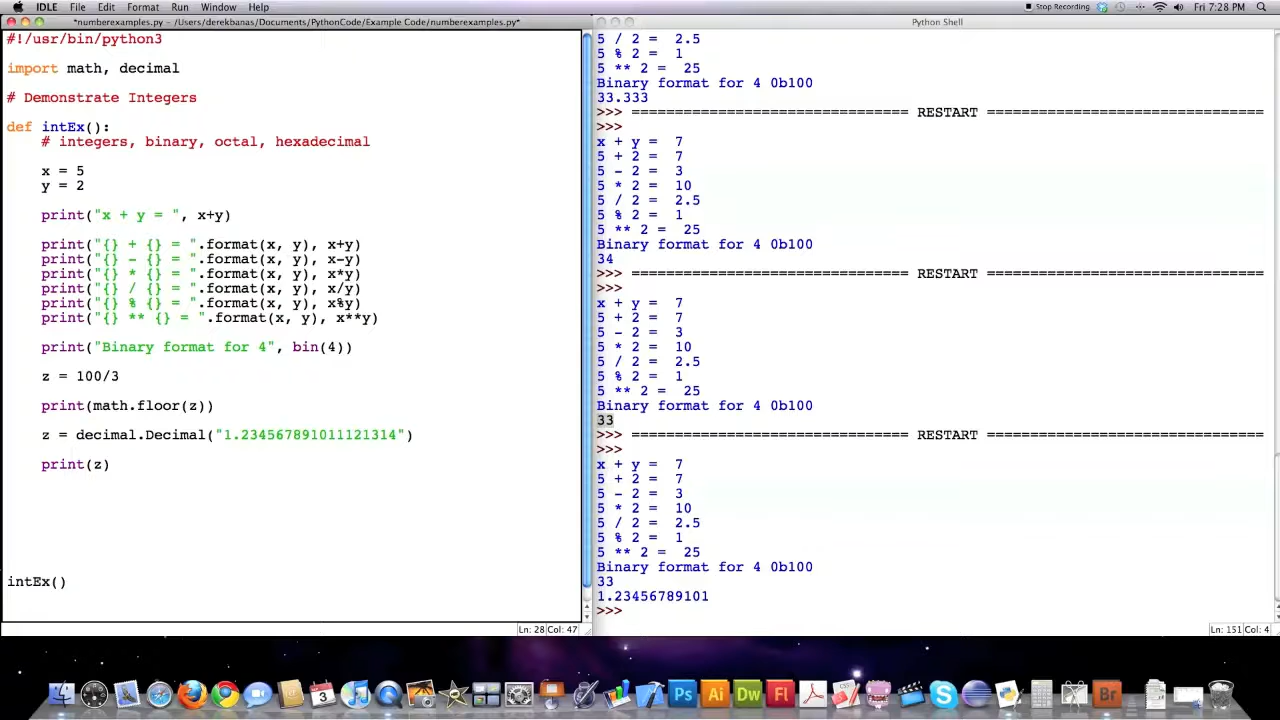 IDLE File Edit Format Run Window Help
Stop Recording Fri 7:28 PM
*numberexamples.py - /Users/derekbanas/Documents/PythonCode/Example Code/numberexamples.py*
#!/usr/bin/python3
import math, decimal
# Demonstrate Integers
def intEx():
# integers, binary, octal, hexadecimal
x = 5
y = 2
print("x + y = ", x+y)
print("{} + {} = ".format(x, y), x+y)
print("{} - {} = ".format(x, y), x-y)
print("{} * {} = ".format(x, y), x*y)
print("{} / {} = ".format(x, y), x/y)
print("{} % {} = ".format(x, y), x%y)
print("{} ** {} = ".format(x, y), x**y)
print("Binary format for 4", bin(4))
z = 100/3
print(math.floor(z))
z = decimal.Decimal("1.234567891011121314")
print(z)
intEx()
Ln: 28 Col: 47
Python Shell
5 / 2 =  2.5
5 % 2 =  1
5 ** 2 =  25
Binary format for 4 0b100
33.333
>>> ================================ RESTART ================================
>>>
x + y =  7
5 + 2 =  7
5 - 2 =  3
5 * 2 =  10
5 / 2 =  2.5
5 % 2 =  1
5 ** 2 =  25
Binary format for 4 0b100
34
>>> ================================ RESTART ================================
>>>
x + y =  7
5 + 2 =  7
5 - 2 =  3
5 * 2 =  10
5 / 2 =  2.5
5 % 2 =  1
5 ** 2 =  25
Binary format for 4 0b100
33
>>> ================================ RESTART ================================
>>>
x + y =  7
5 + 2 =  7
5 - 2 =  3
5 * 2 =  10
5 / 2 =  2.5
5 % 2 =  1
5 ** 2 =  25
Binary format for 4 0b100
33
1.23456789101
>>>
Ln: 151 Col: 4
3
Ps Ai Dw Fl Br